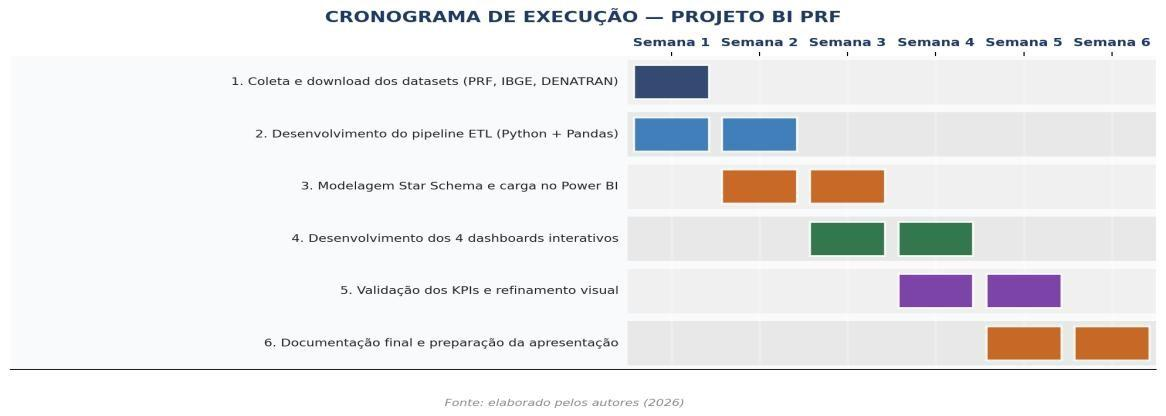 CRONOGRAMA DE EXECUÇÃO — PROJETO BI PRF
Semana 1 Semana 2 Semana 3 Semana 4 Semana 5 Semana 6
1. Coleta e download dos datasets (PRF, IBGE, DENATRAN)
2. Desenvolvimento do pipeline ETL (Python + Pandas)
3. Modelagem Star Schema e carga no Power BI
4. Desenvolvimento dos 4 dashboards interativos
5. Validação dos KPIs e refinamento visual
6. Documentação final e preparação da apresentação
Fonte: elaborado pelos autores (2026)